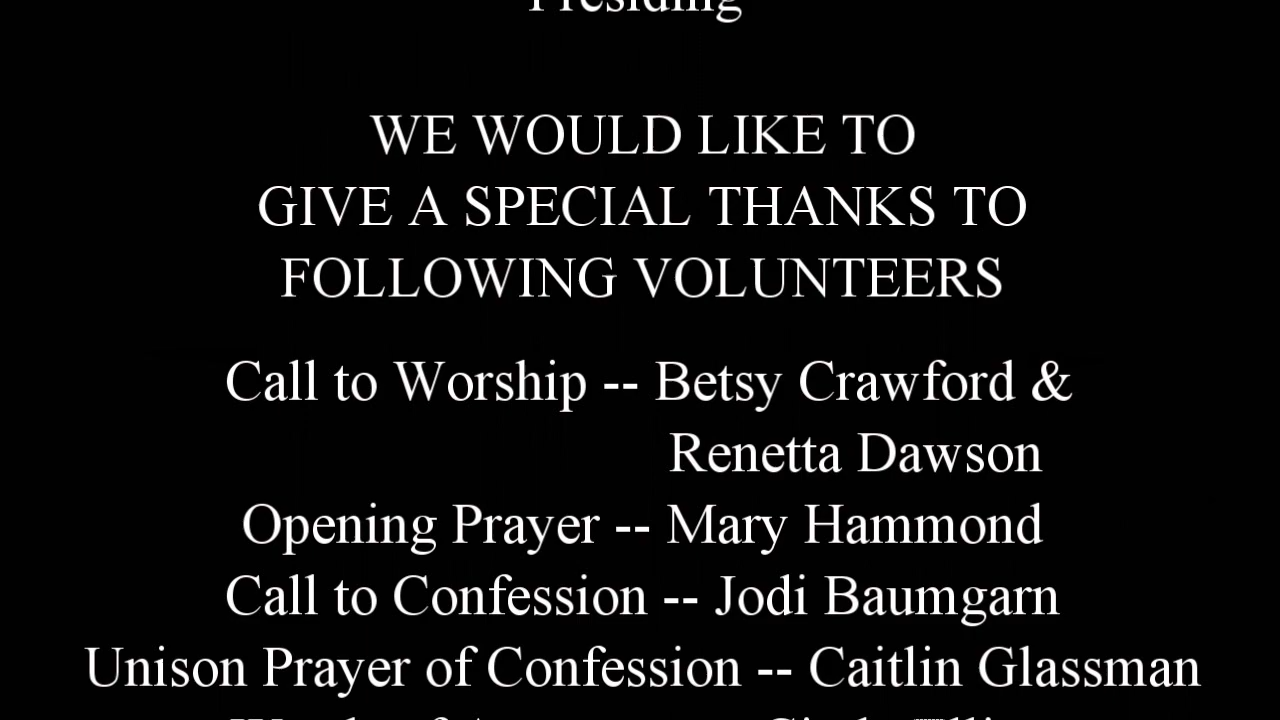 Presiding
WE WOULD LIKE TO
GIVE A SPECIAL THANKS TO
FOLLOWING VOLUNTEERS
Call to Worship -- Betsy Crawford &
Renetta Dawson
Opening Prayer -- Mary Hammond
Call to Confession -- Jodi Baumgarn
Unison Prayer of Confession -- Caitlin Glassman